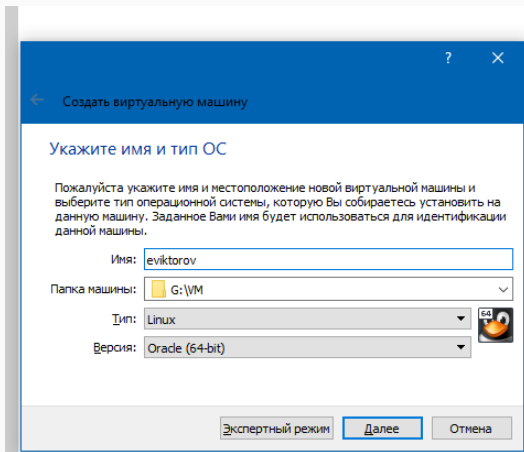 ?
Создать виртуальную машину
Укажите имя и тип ОС
Пожалуйста укажите имя и местоположение новой виртуальной машины и
выберите тип операционной системы, которую Вы собираетесь установить на
данную машину. Заданное Вами имя будет использоваться для идентификации
данной машины.
Имя: eviktorov
Папка машины: G:\VM
Тип: Linux
64
Версия: Oracle (64-bit)
Экспертный режим Далее Отмена